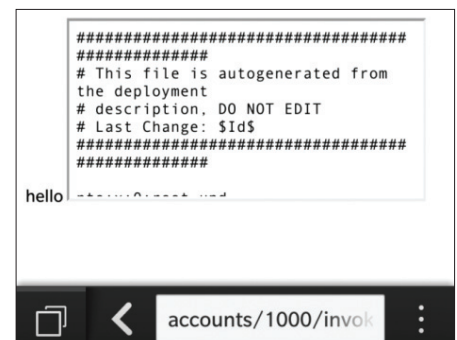 ###################################
##############
# This file is autogenerated from
the deployment
# description, DO NOT EDIT
# Last Change: $Id$
###################################
##############
hello
accounts/1000/invok